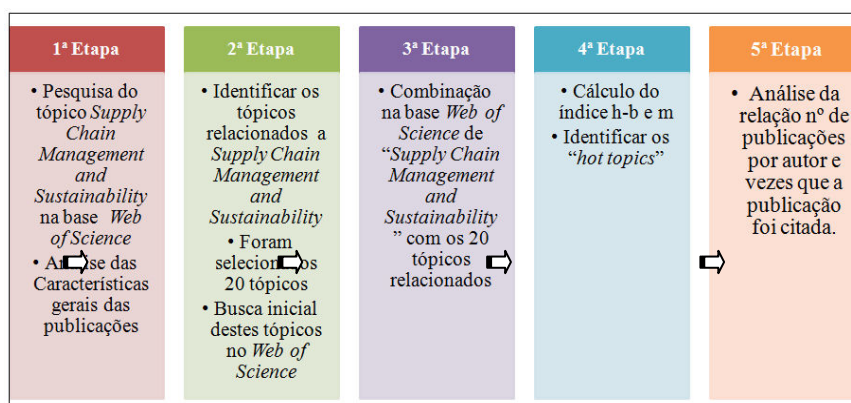 1ª Etapa
• Pesquisa do
tópico Supply
Chain
Management
and
Sustainability
na base Web
of Science
• Análise das
Características
gerais das
publicações
2ª Etapa
• Identificar os
tópicos
relacionados a
Supply Chain
Management
and
Sustainability
• Foram
selecionados
20 tópicos
• Busca inicial
destes tópicos
no Web of
Science
3ª Etapa
• Combinação
na base Web of
Science de
“Supply Chain
Management
and
Sustainability
” com os 20
tópicos
relacionados
4ª Etapa
• Cálculo do
índice h-b e m
• Identificar os
“hot topics”
5ª Etapa
• Análise da
relação nº de
publicações
por autor e
vezes que a
publicação
foi citada.